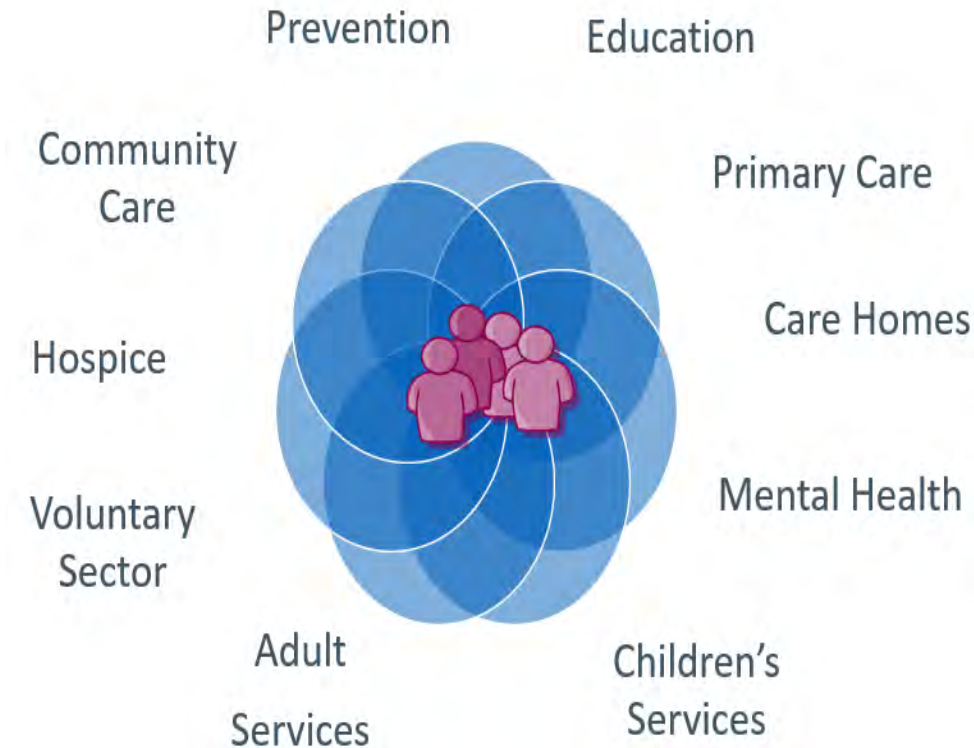 Prevention
Education
Community
Care
Primary Care
Care Homes
Hospice
Mental Health
Voluntary
Sector
Adult
Services
Children’s
Services